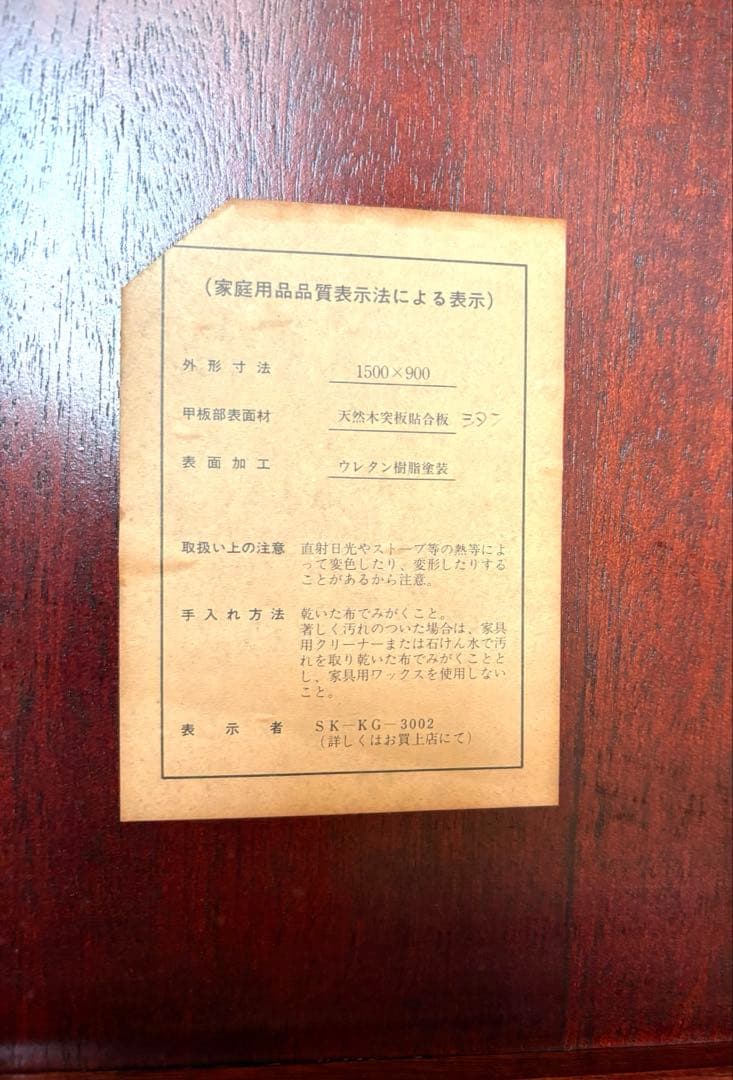 (家庭用品品質表示法による表示)
外形寸法 1500×900
甲板部表面材 天然木突板貼合板
表面加工 ウレタン樹脂塗装
取扱い上の注意 直射日光やストーブ等の熱等によ
って変色したり、変形したりする
ことがあるから注意。
手入れ方法 乾いた布でみがくこと。
著しく汚れのついた場合は、家具
用クリーナーまたは石けん水で汚
れを取り乾いた布でみがくことと
し、家具用ワックスを使用しない
こと。
表示者 SK-KG-3002
(詳しくはお買上店にて)